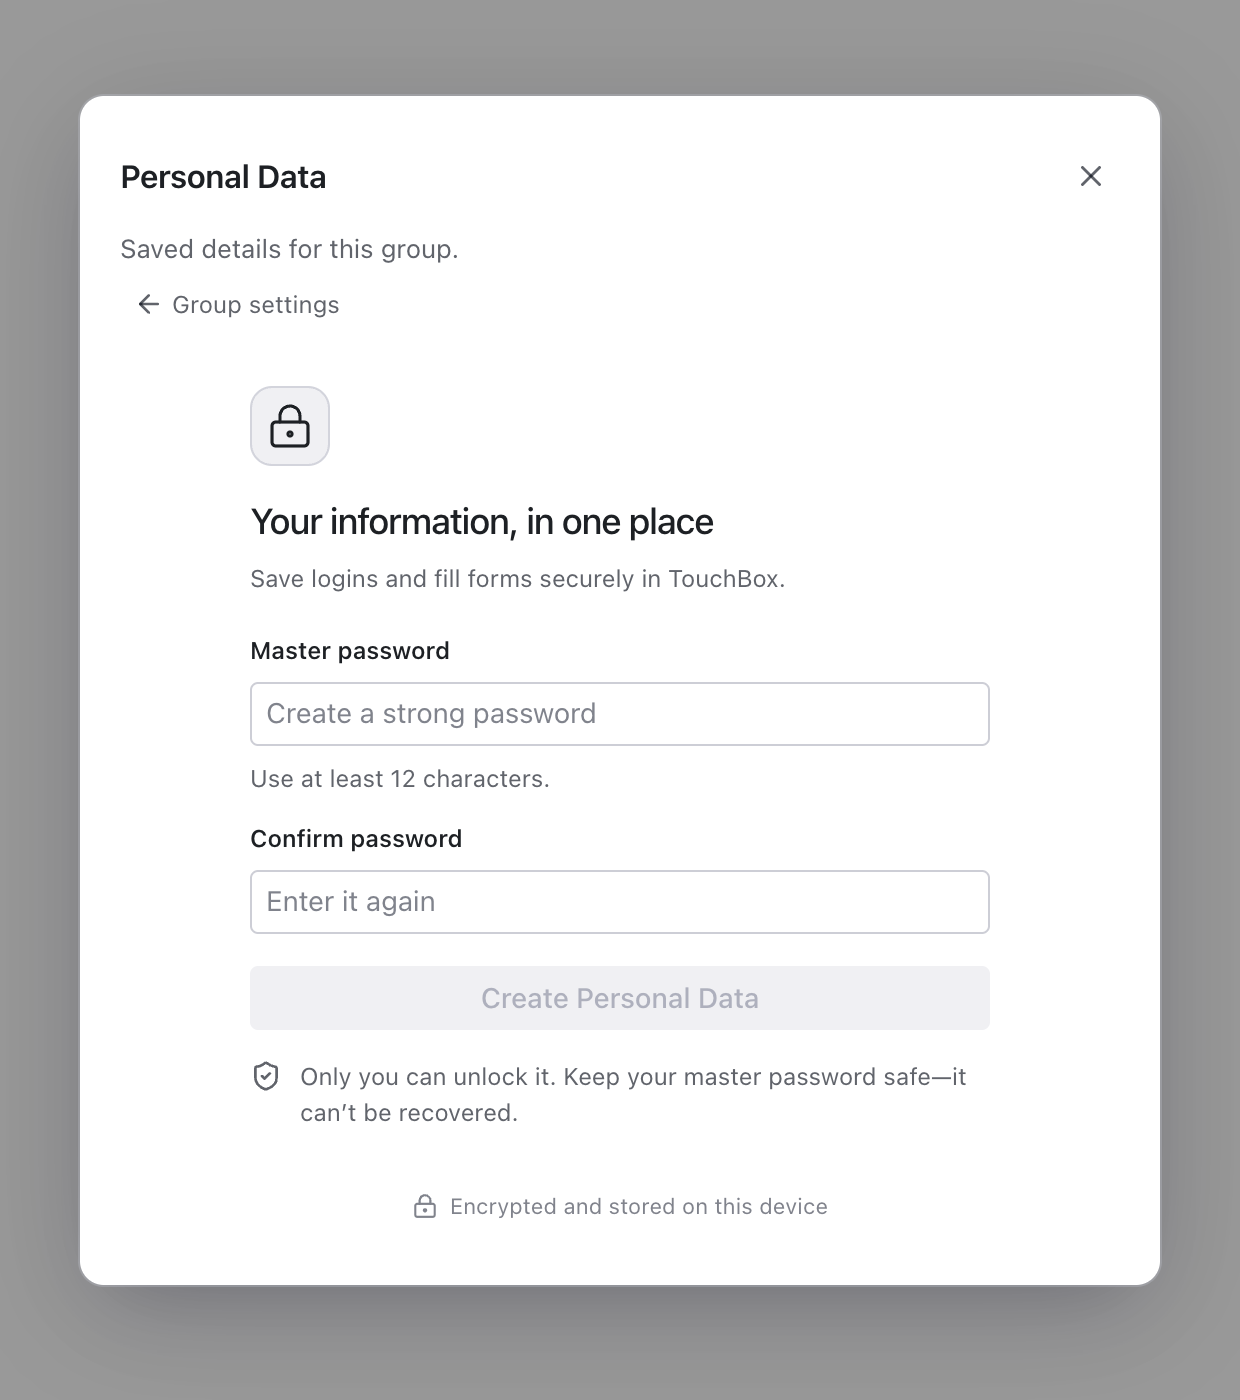 Personal Data
Saved details for this group.
Group settings
Your information, in one place
Save logins and fill forms securely in TouchBox.
Master password
Create a strong password
Use at least 12 characters.
Confirm password
Enter it again
Create Personal Data
Only you can unlock it. Keep your master password safe—it
can’t be recovered.
Encrypted and stored on this device